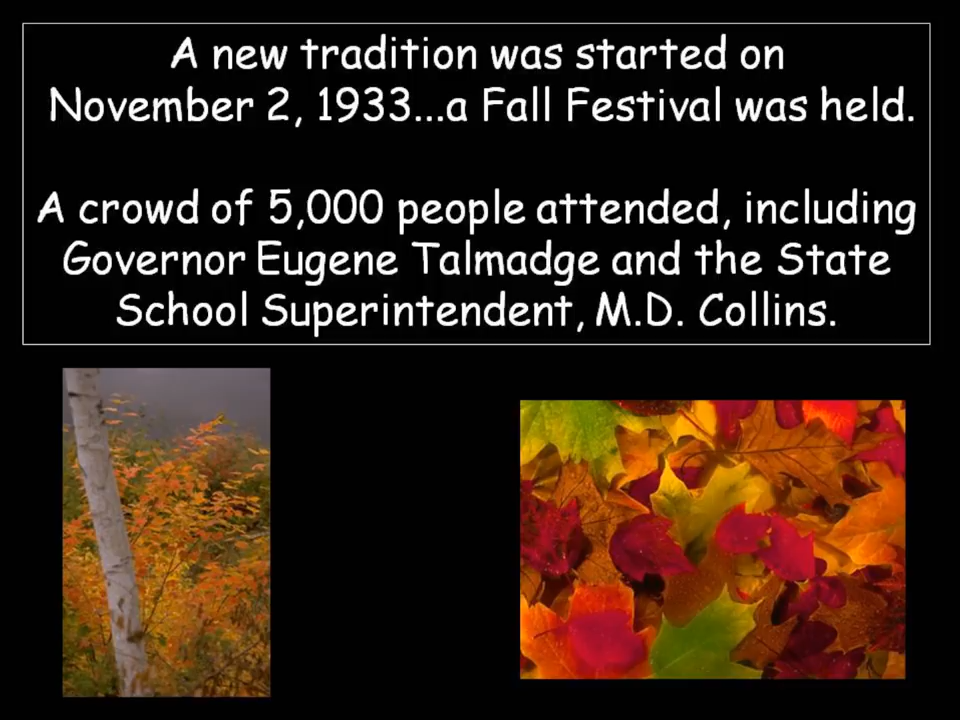 A new tradition was started on
November 2, 1933...a Fall Festival was held.
A crowd of 5,000 people attended, including
Governor Eugene Talmadge and the State
School Superintendent, M.D. Collins.